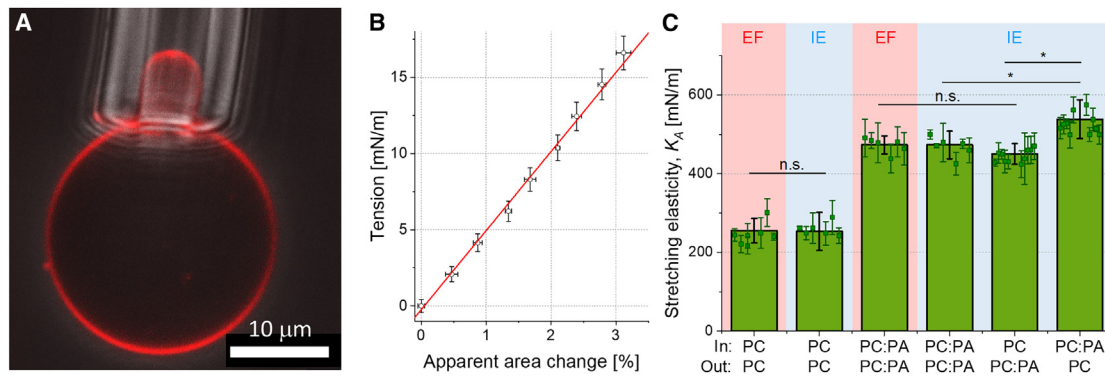 A
10 μm
B
Tension [mN/m]
15
10
5
0
0 1 2 3
Apparent area change [%]
C
EF IE EF IE
*
*
n.s.
n.s.
Stretching elasticity, K_A [mN/m]
600
400
200
0
In: PC PC PC:PA PC:PA PC PC:PA
Out: PC PC PC:PA PC:PA PC:PA PC